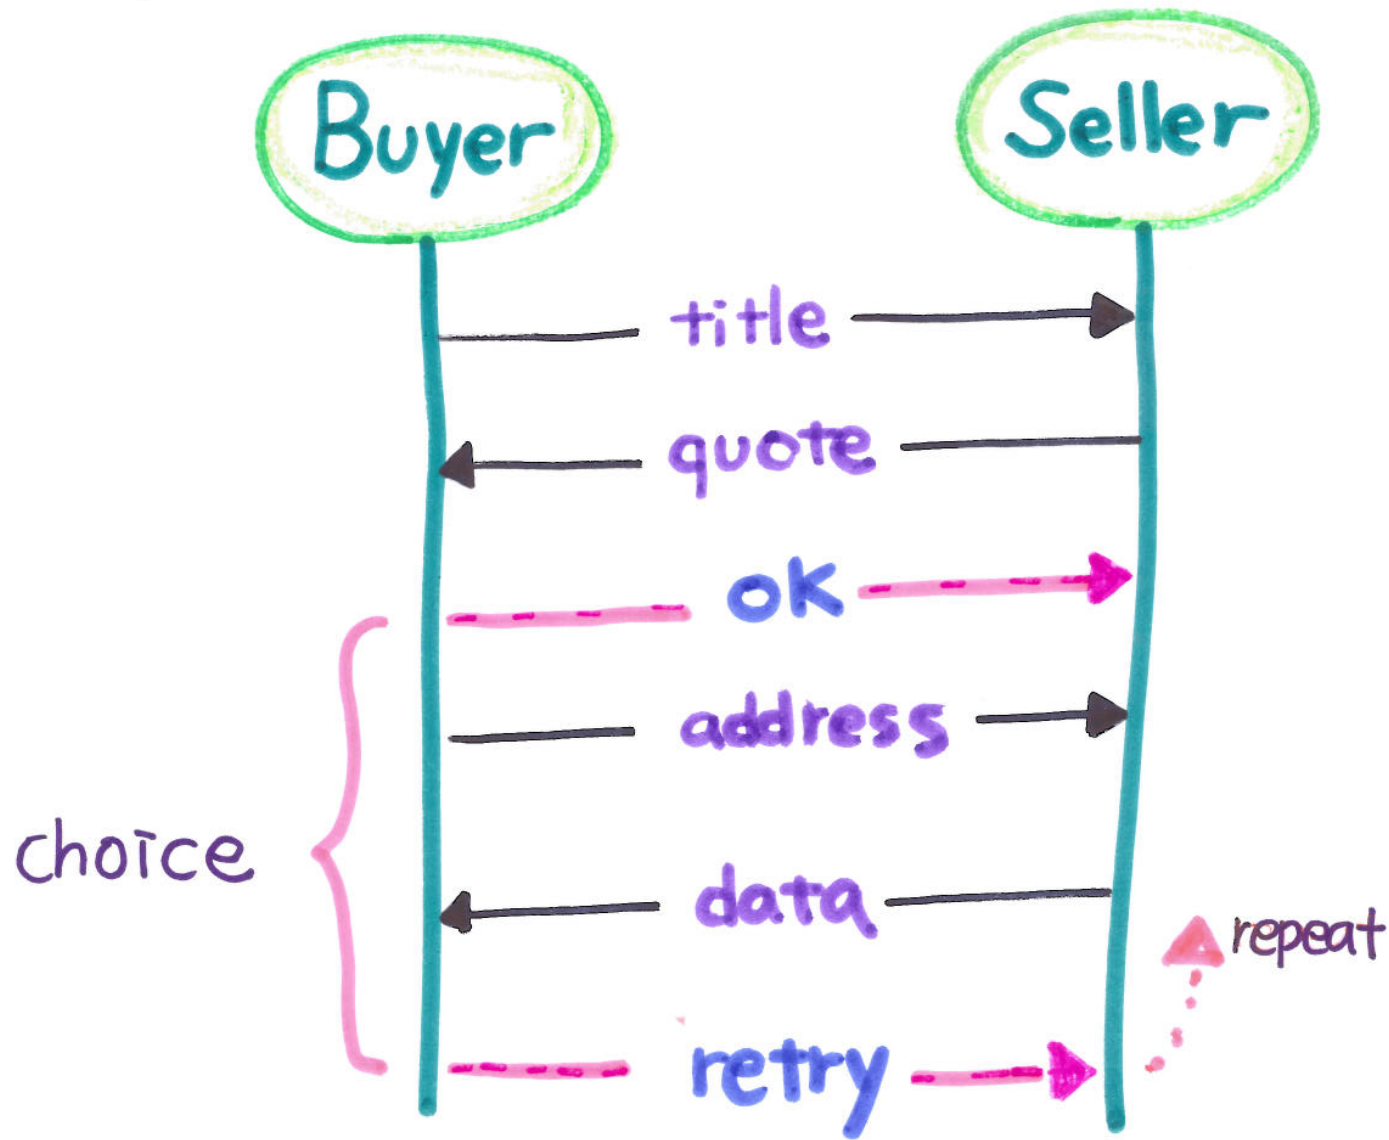 Buyer
Seller
title
quote
ok
address
choice
data
repeat
retry